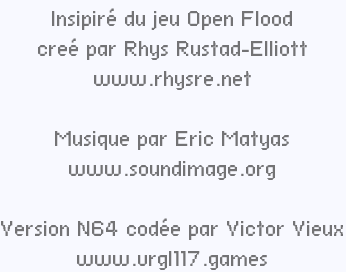 Insipiré du jeu Open Flood
creé par Rhys Rustad-Elliott
www.rhysre.net
Musique par Eric Matyas
www.soundimage.org
Version N64 codée par Victor Vieux
www.urgl117.games